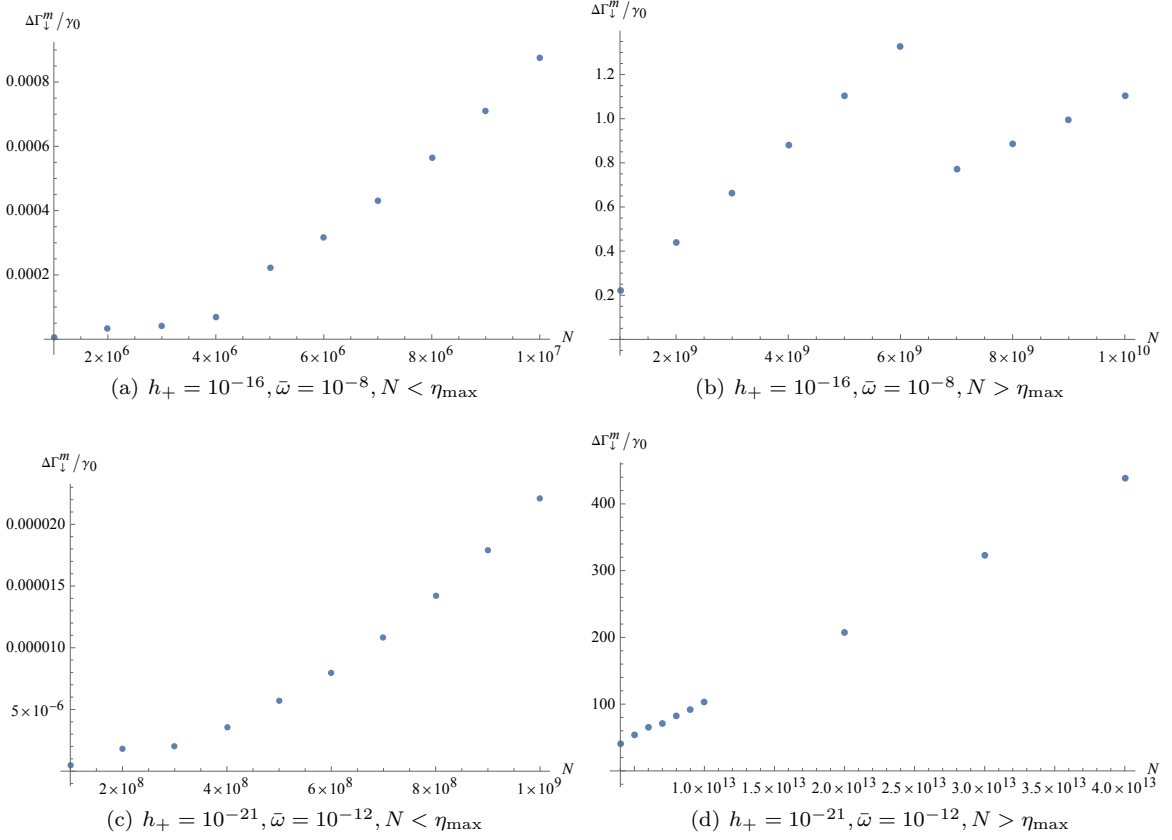 ΔΓ↓^m/γ0
0.0008
0.0006
0.0004
0.0002
2×10^6 4×10^6 6×10^6 8×10^6 1×10^7 N
(a) h+ = 10^−16, ω̄ = 10^−8, N < ηmax
ΔΓ↓^m/γ0
1.2
1.0
0.8
0.6
0.4
0.2
2×10^9 4×10^9 6×10^9 8×10^9 1×10^10 N
(b) h+ = 10^−16, ω̄ = 10^−8, N > ηmax
ΔΓ↓^m/γ0
0.000020
0.000015
0.000010
5×10^-6
2×10^8 4×10^8 6×10^8 8×10^8 1×10^9 N
(c) h+ = 10^−21, ω̄ = 10^−12, N < ηmax
ΔΓ↓^m/γ0
400
300
200
100
1.0×10^13 1.5×10^13 2.0×10^13 2.5×10^13 3.0×10^13 3.5×10^13 4.0×10^13 N
(d) h+ = 10^−21, ω̄ = 10^−12, N > ηmax